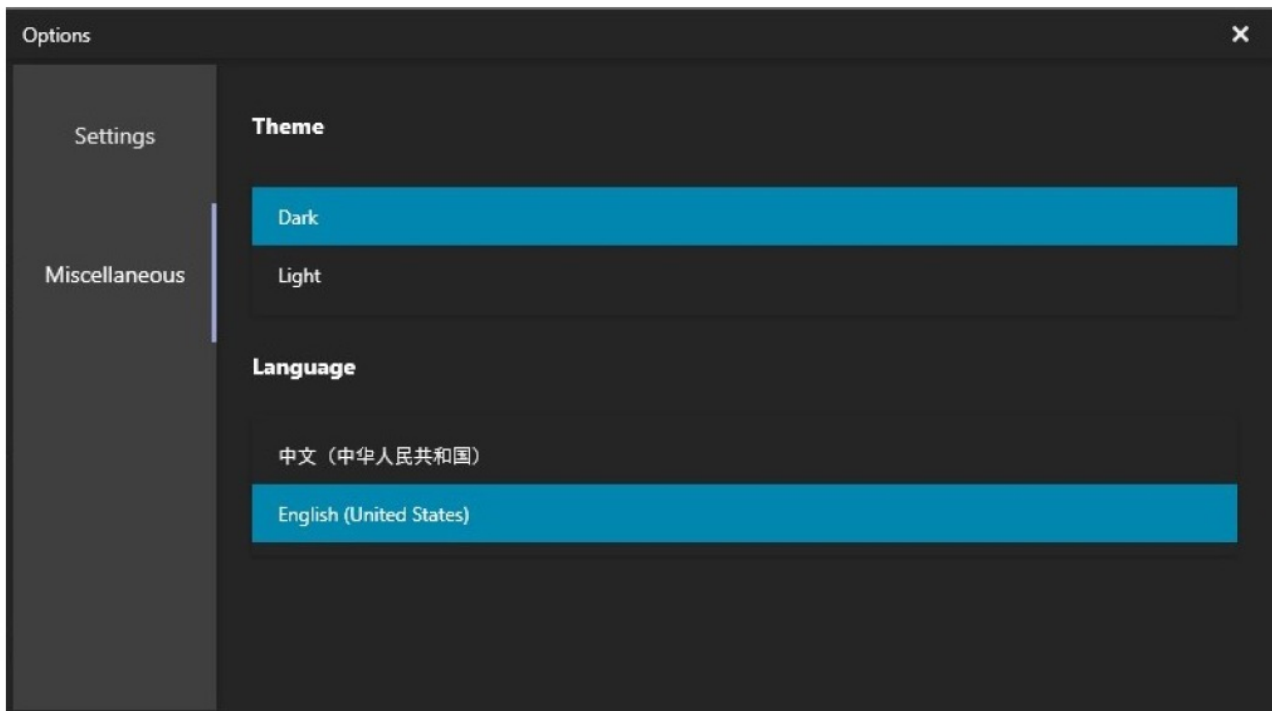 Options
Settings
Miscellaneous
Theme
Dark
Light
Language
中文（中华人民共和国）
English (United States)